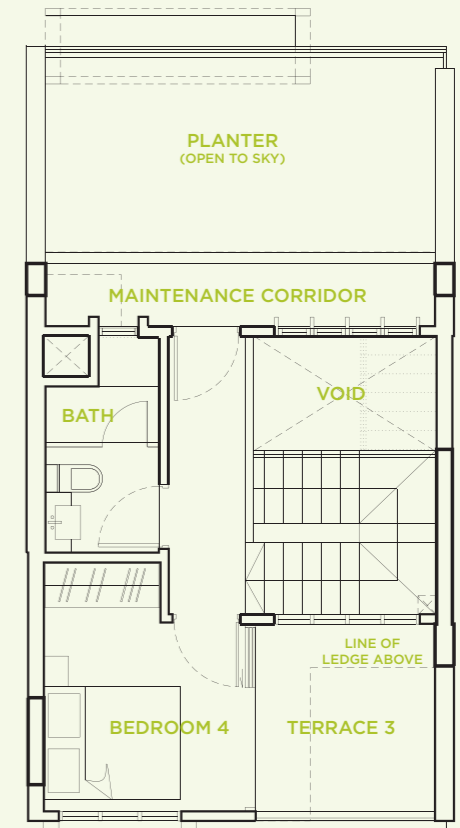 PLANTER
(OPEN TO SKY)
MAINTENANCE CORRIDOR
VOID
BATH
LINE OF
LEDGE ABOVE
BEDROOM 4
TERRACE 3